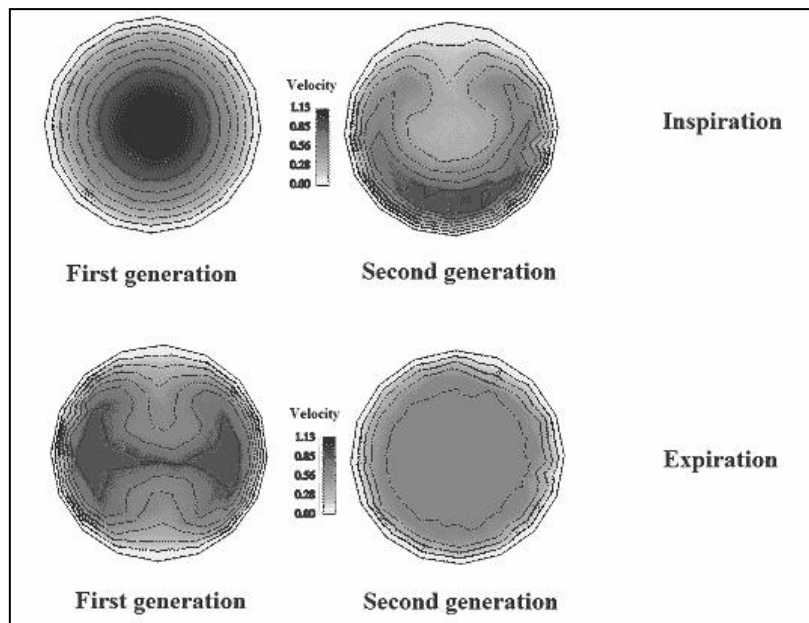 Velocity
1.13
0.85
0.56
0.28
0.00
Inspiration
First generation
Second generation
Velocity
1.13
0.85
0.56
0.28
0.00
Expiration
First generation
Second generation